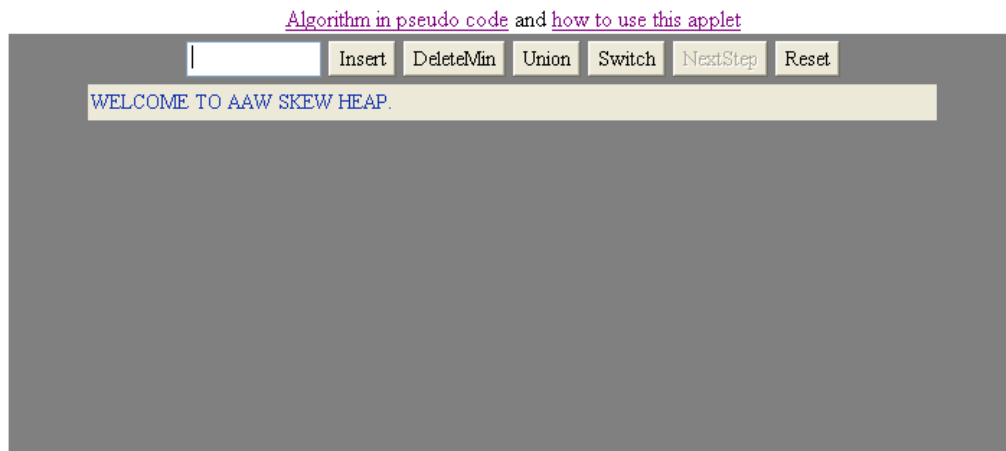 Algorithm in pseudo code and how to use this applet
Insert DeleteMin Union Switch NextStep Reset
WELCOME TO AAW SKEW HEAP.